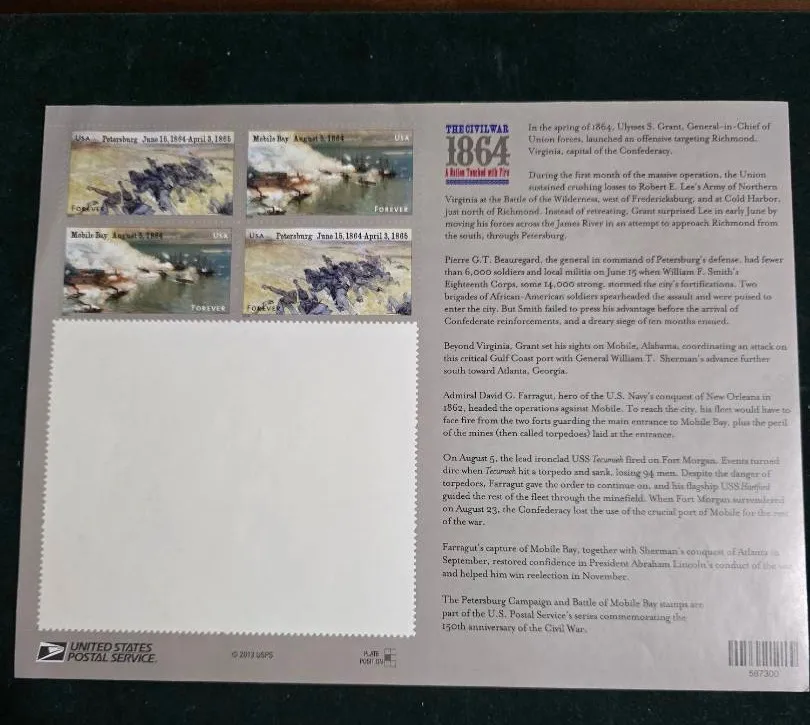 USA Petersburg June 15, 1864-April 3, 1865
FOREVER
Mobile Bay August 5, 1864 USA
FOREVER
Mobile Bay August 5, 1864 USA
FOREVER
USA Petersburg June 15, 1864-April 3, 1865
FOREVER
UNITED STATES
POSTAL SERVICE.
© 2013 USPS
PLATE
POSITION
THE CIVIL WAR
1864
A Nation Touched with Fire
In the spring of 1864, Ulysses S. Grant, General-in-Chief of
Union forces, launched an offensive targeting Richmond,
Virginia, capital of the Confederacy.
During the first month of the massive operation, the Union
sustained crushing losses to Robert E. Lee's Army of Northern
Virginia at the Battle of the Wilderness, west of Fredericksburg, and at Cold Harbor,
just north of Richmond. Instead of retreating, Grant surprised Lee in early June by
moving his forces across the James River in an attempt to approach Richmond from
the south, through Petersburg.
Pierre G.T. Beauregard, the general in command of Petersburg's defense, had fewer
than 6,000 soldiers and local militia on June 15 when William F. Smith's
Eighteenth Corps, some 14,000 strong, stormed the city's fortifications. Two
brigades of African-American soldiers spearheaded the assault and were poised to
enter the city. But Smith failed to press his advantage before the arrival of
Confederate reinforcements, and a dreary siege of ten months ensued.
Beyond Virginia, Grant set his sights on Mobile, Alabama, coordinating an attack on
this critical Gulf Coast port with General William T. Sherman's advance further
south toward Atlanta, Georgia.
Admiral David G. Farragut, hero of the U.S. Navy's conquest of New Orleans in
1862, headed the operations against Mobile. To reach the city, his fleet would have to
face fire from the two forts guarding the main entrance to Mobile Bay, plus the peril
of the mines (then called torpedoes) laid at the entrance.
On August 5, the lead ironclad USS Tecumseh fired on Fort Morgan. Events turned
dire when Tecumseh hit a torpedo and sank, losing 94 men. Despite the danger of
torpedoes, Farragut gave the order to continue on, and his flagship USS Hartford
guided the rest of the fleet through the minefield. When Fort Morgan surrendered
on August 23, the Confederacy lost the use of the crucial port of Mobile for the rest
of the war.
Farragut's capture of Mobile Bay, together with Sherman's conquest of Atlanta in
September, restored confidence in President Abraham Lincoln's conduct of the war
and helped him win reelection in November.
The Petersburg Campaign and Battle of Mobile Bay stamps are
part of the U.S. Postal Service's series commemorating the
150th anniversary of the Civil War.
587300